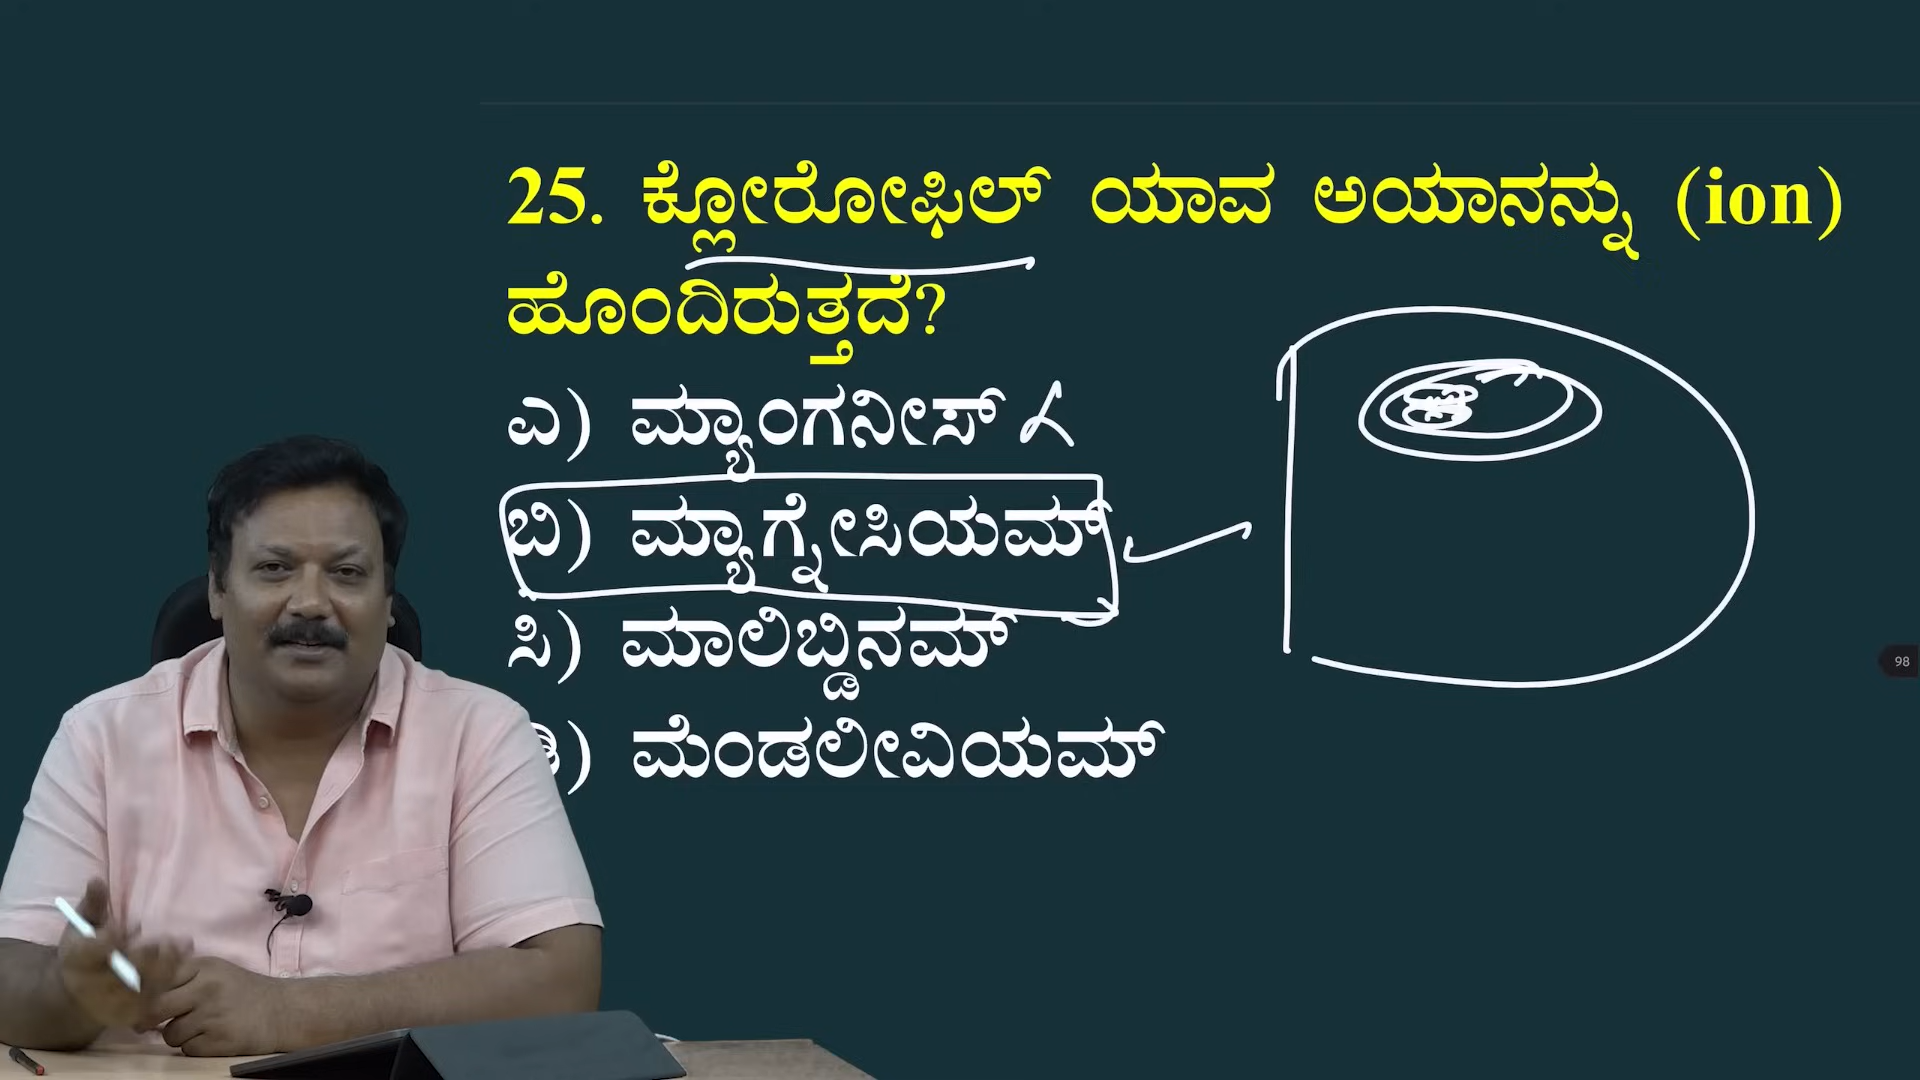 25. ಕ್ಲೋರೋಫಿಲ್ ಯಾವ ಅಯಾನನ್ನು (ion)
ಹೊಂದಿರುತ್ತದೆ?
ಎ) ಮ್ಯಾಂಗನೀಸ್
ಬಿ) ಮ್ಯಾಗ್ನೇಸಿಯಮ್
ಸಿ) ಮಾಲಿಬ್ಡಿನಮ್
) ಮೆಂಡಲೀವಿಯಮ್
98